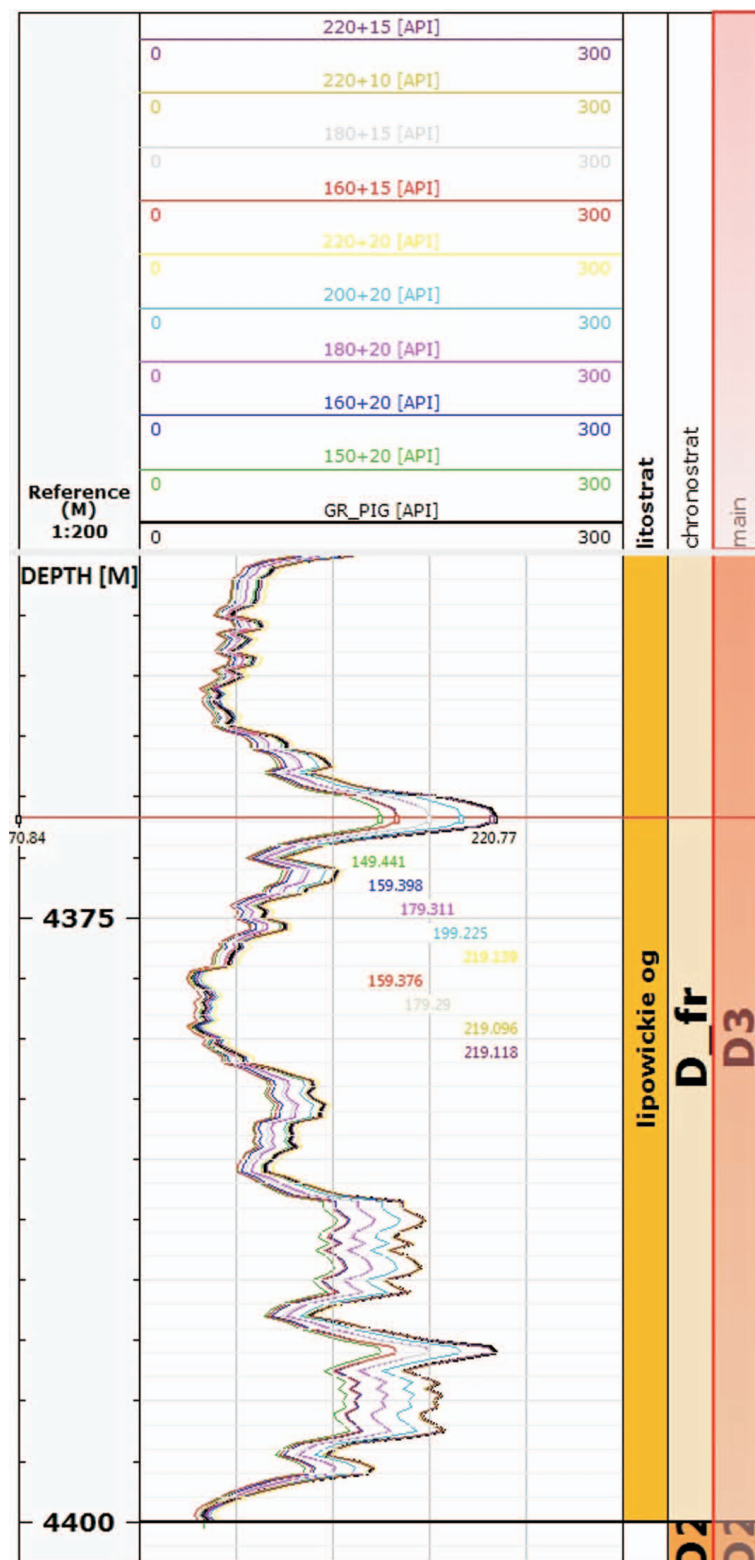 220+15 [API]
0 300
220+10 [API]
0 300
180+15 [API]
0 300
160+15 [API]
0 300
220+20 [API]
0 300
200+20 [API]
0 300
180+20 [API]
0 300
160+20 [API]
0 300
150+20 [API]
0 300
GR_PIG [API]
0 300
Reference
(M)
1:200
litostrat
chronostrat
main
DEPTH [M]
70.84
220.77
149.441
159.398
179.311
199.225
219.139
159.376
179.29
219.096
219.118
4375
4400
lipowickie og
D_fr
D3
D2
D2